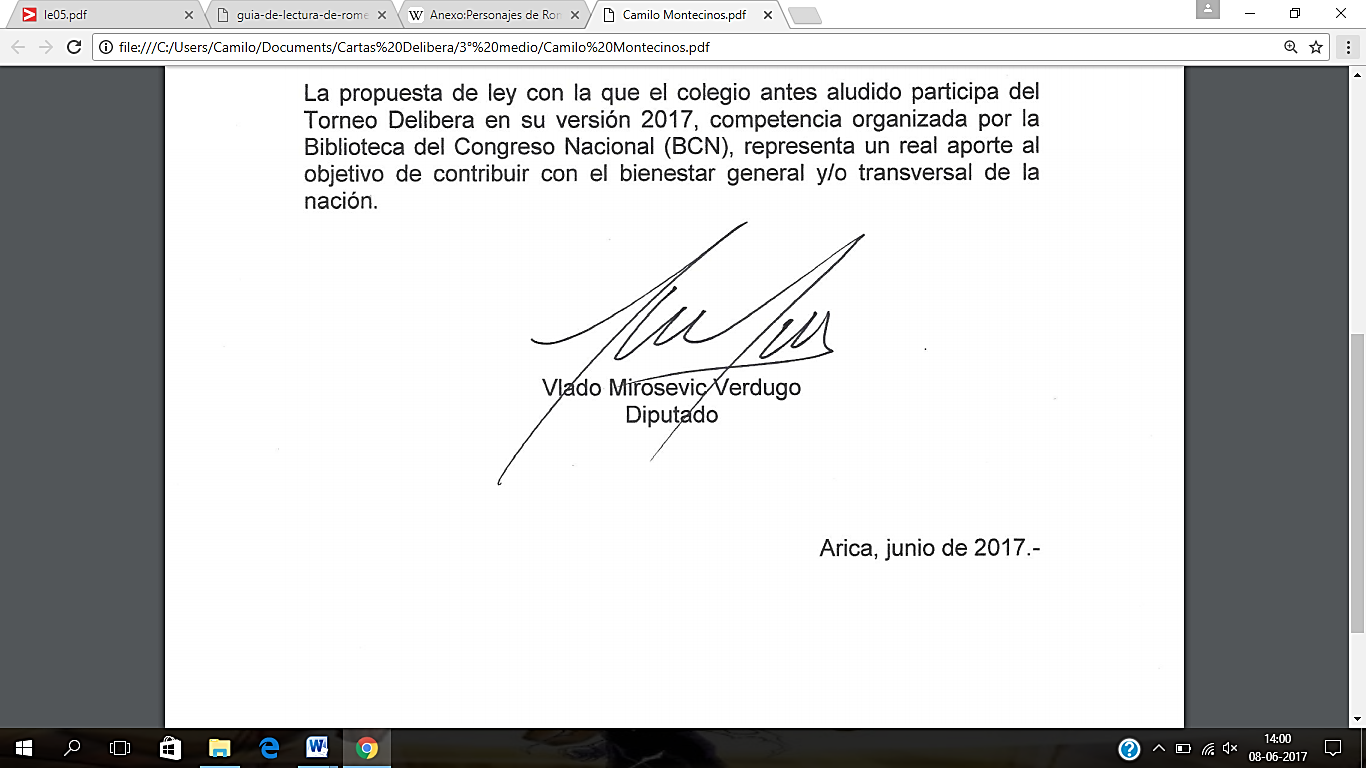 le05.pdf
guia-de-lectura-de-rome
Anexo:Personajes de Rom
Camilo Montecinos.pdf
file:///C:/Users/Camilo/Documents/Cartas%20Delibera/3°%20medio/Camilo%20Montecinos.pdf
La propuesta de ley con la que el colegio antes aludido participa del
Torneo Delibera en su versión 2017, competencia organizada por la
Biblioteca del Congreso Nacional (BCN), representa un real aporte al
objetivo de contribuir con el bienestar general y/o transversal de la
nación.
Vlado Mirosevic Verdugo
Diputado
Arica, junio de 2017.-
14:00
08-06-2017